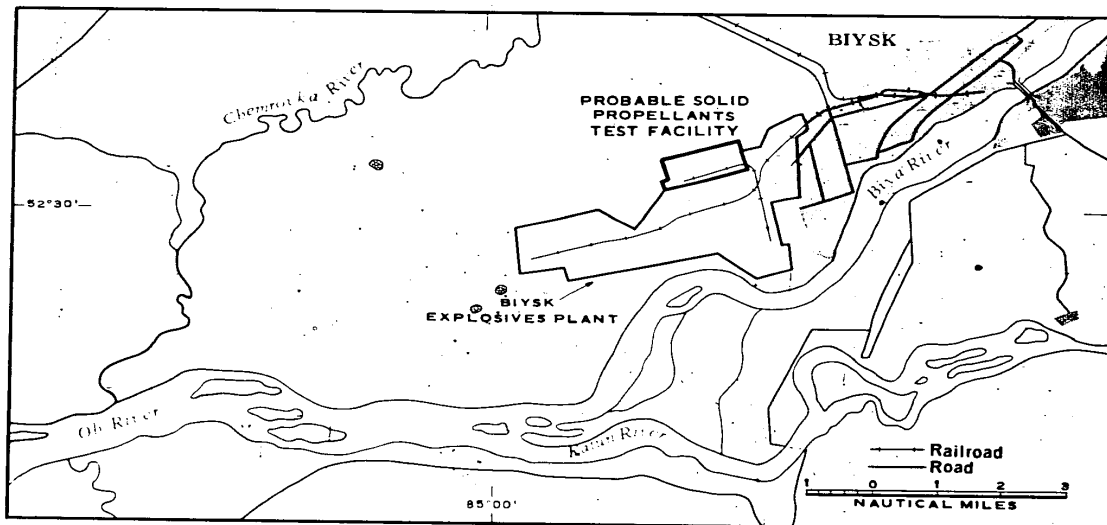 BIYSK
Chemrovka River
PROBABLE SOLID
PROPELLANTS
TEST FACILITY
Biya River
52°30'
BIYSK
EXPLOSIVES PLANT
Ob River
Katun River
Railroad
Road
1 0 1 2 3
NAUTICAL MILES
85°00'